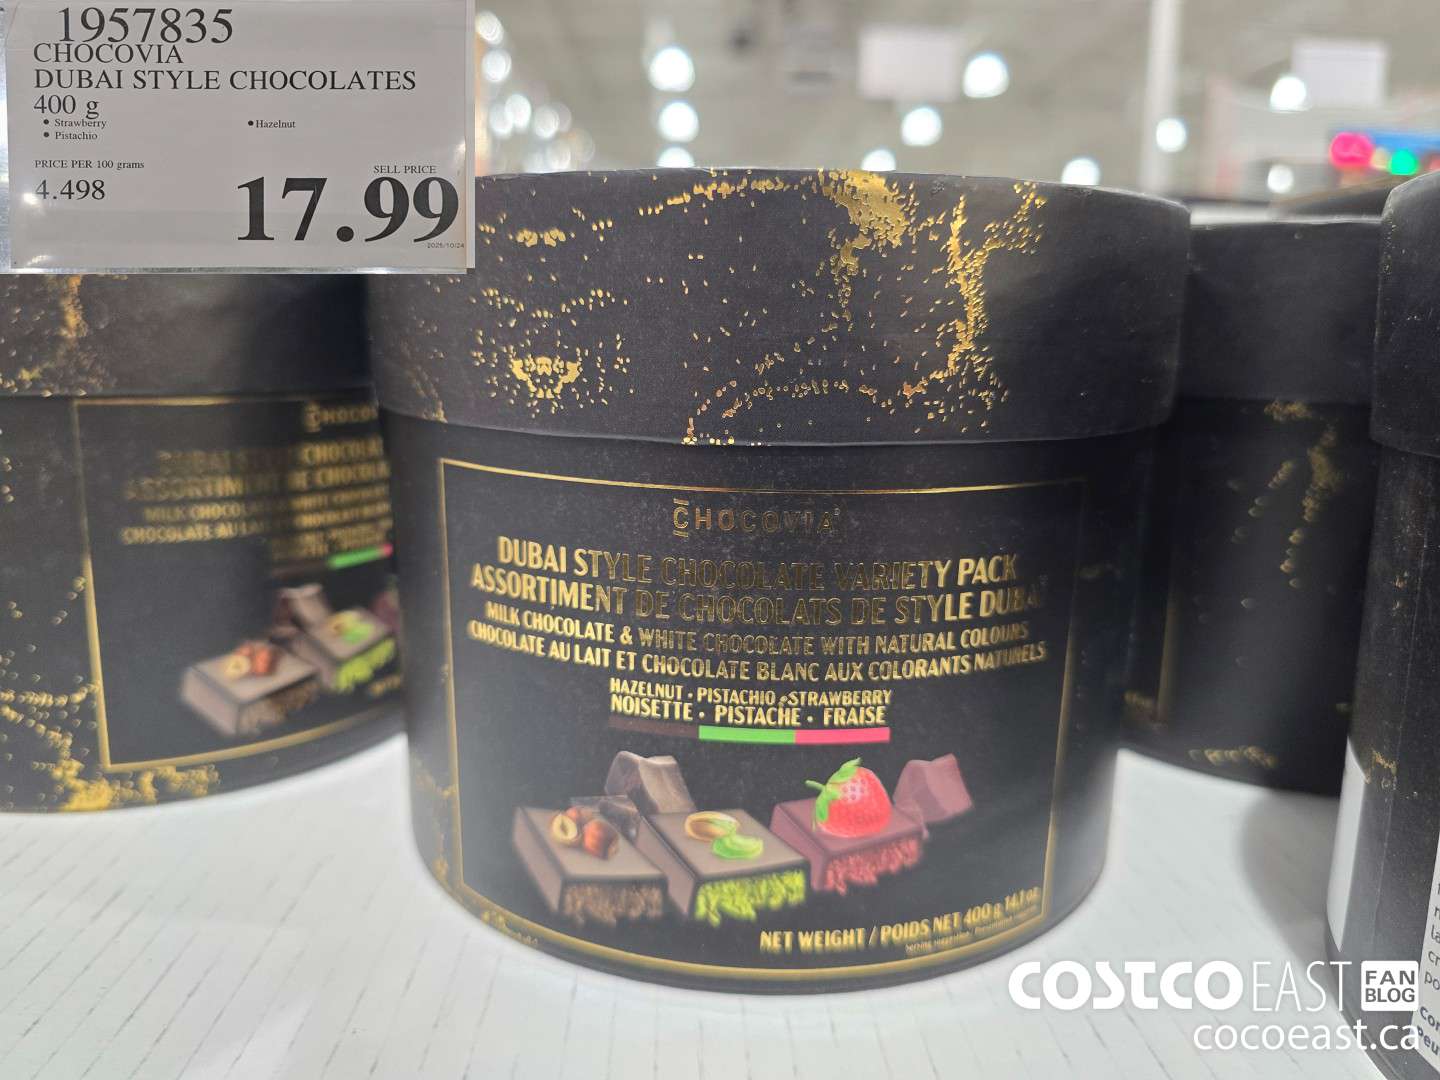 1957835
CHOCOVIA
DUBAI STYLE CHOCOLATES
400 g
• Strawberry
• Hazelnut
• Pistachio
PRICE PER 100 grams
SELL PRICE
4.498
17.99
2025/10/24
CHOCOVIA
DUBAI STYLE CHOCOLATE VARIETY PACK
ASSORTIMENT DE CHOCOLATS DE STYLE DUBAI
MILK CHOCOLATE & WHITE CHOCOLATE WITH NATURAL COLOURS
CHOCOLATE AU LAIT ET CHOCOLATE BLANC AUX COLORANTS NATURELS
HAZELNUT • PISTACHIO • STRAWBERRY
NOISETTE • PISTACHE • FRAISE
NET WEIGHT / POIDS NET 400 g 14.1 oz
COSTCO EAST FAN BLOG
cocoeast.ca